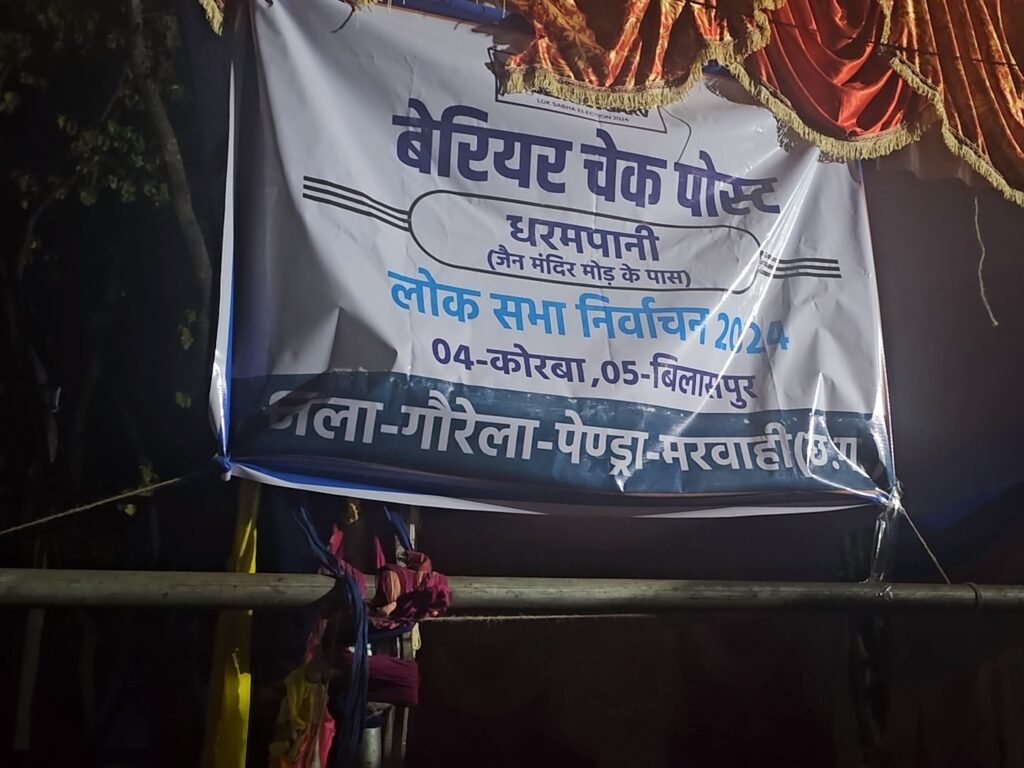 LOK SABHA ELECTION 2024
बेरियर चेक पोस्ट
धरमपानी
(जैन मंदिर मोड़ के पास)
लोक सभा निर्वाचन 2024
04-कोरबा,05-बिलासपुर
-गौरेला-पेण्ड्रा-मरवाही(छ.ग